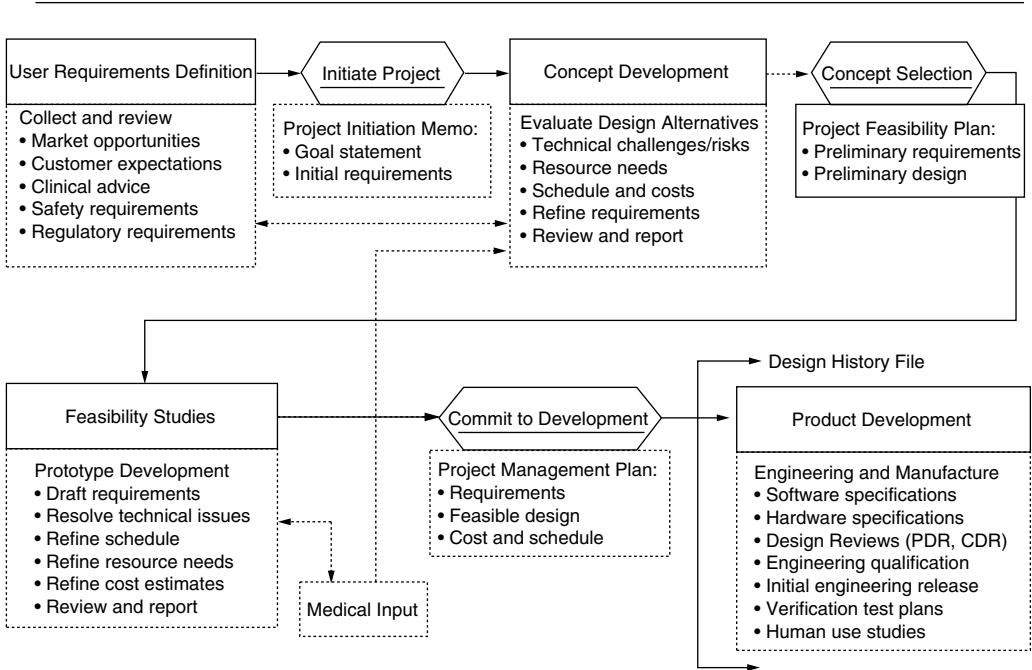 User Requirements Definition
Collect and review
• Market opportunities
• Customer expectations
• Clinical advice
• Safety requirements
• Regulatory requirements
Initiate Project
Project Initiation Memo:
• Goal statement
• Initial requirements
Concept Development
Evaluate Design Alternatives
• Technical challenges/risks
• Resource needs
• Schedule and costs
• Refine requirements
• Review and report
Concept Selection
Project Feasibility Plan:
• Preliminary requirements
• Preliminary design
Feasibility Studies
Prototype Development
• Draft requirements
• Resolve technical issues
• Refine schedule
• Refine resource needs
• Refine cost estimates
• Review and report
Medical Input
Commit to Development
Project Management Plan:
• Requirements
• Feasible design
• Cost and schedule
Design History File
Product Development
Engineering and Manufacture
• Software specifications
• Hardware specifications
• Design Reviews (PDR, CDR)
• Engineering qualification
• Initial engineering release
• Verification test plans
• Human use studies